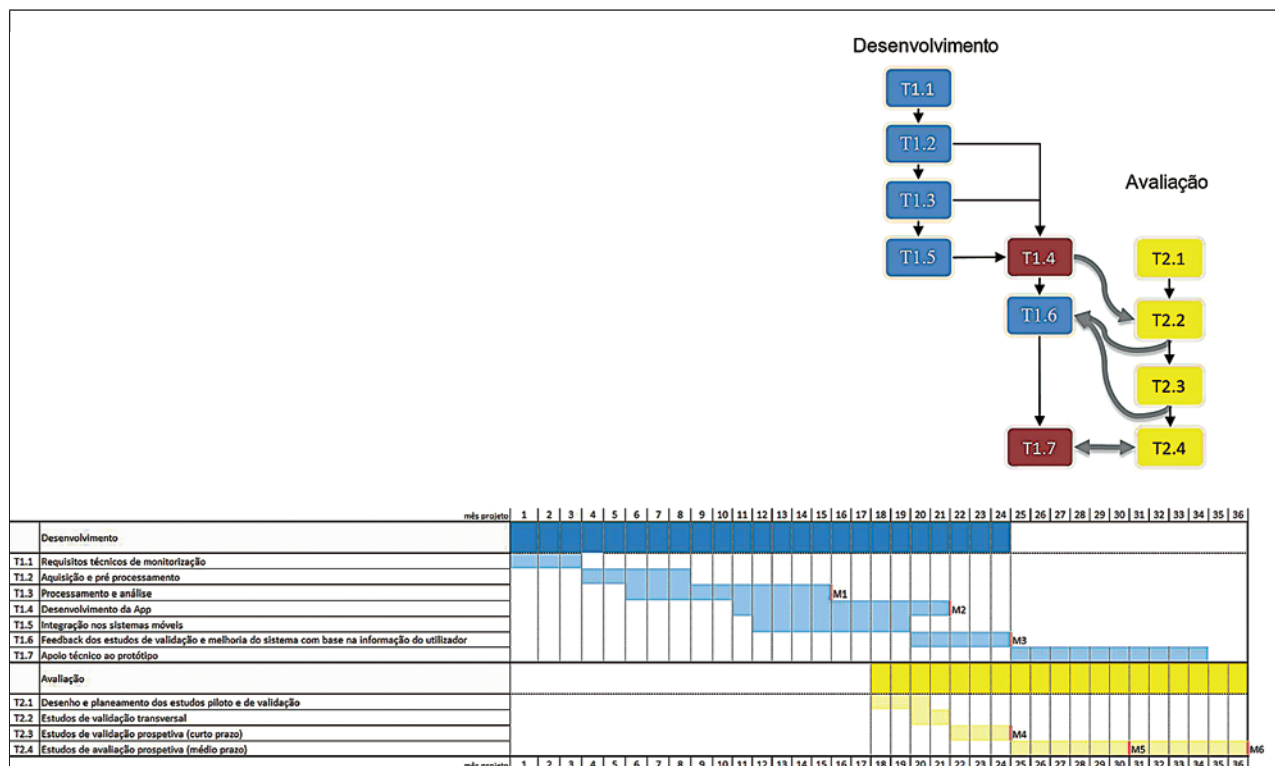 Desenvolvimento
T1.1
T1.2
T1.3
Avaliação
T1.5
T1.4
T2.1
T1.6
T2.2
T2.3
T1.7
T2.4
mês projeto 1 2 3 4 5 6 7 8 9 10 11 12 13 14 15 16 17 18 19 20 21 22 23 24 25 26 27 28 29 30 31 32 33 34 35 36
Desenvolvimento
T1.1 Requisitos técnicos de monitorização
T1.2 Aquisição e pré processamento
T1.3 Processamento e análise M1
T1.4 Desenvolvimento da App M2
T1.5 Integração nos sistemas móveis
T1.6 Feedback dos estudos de validação e melhoria do sistema com base na informação do utilizador M3
T1.7 Apoio técnico ao protótipo
Avaliação
T2.1 Desenho e planeamento dos estudos piloto e de validação
T2.2 Estudos de validação transversal
T2.3 Estudos de validação prospetiva (curto prazo) M4
T2.4 Estudos de avaliação prospetiva (médio prazo) M5 M6
mês projeto 1 2 3 4 5 6 7 8 9 10 11 12 13 14 15 16 17 18 19 20 21 22 23 24 25 26 27 28 29 30 31 32 33 34 35 36